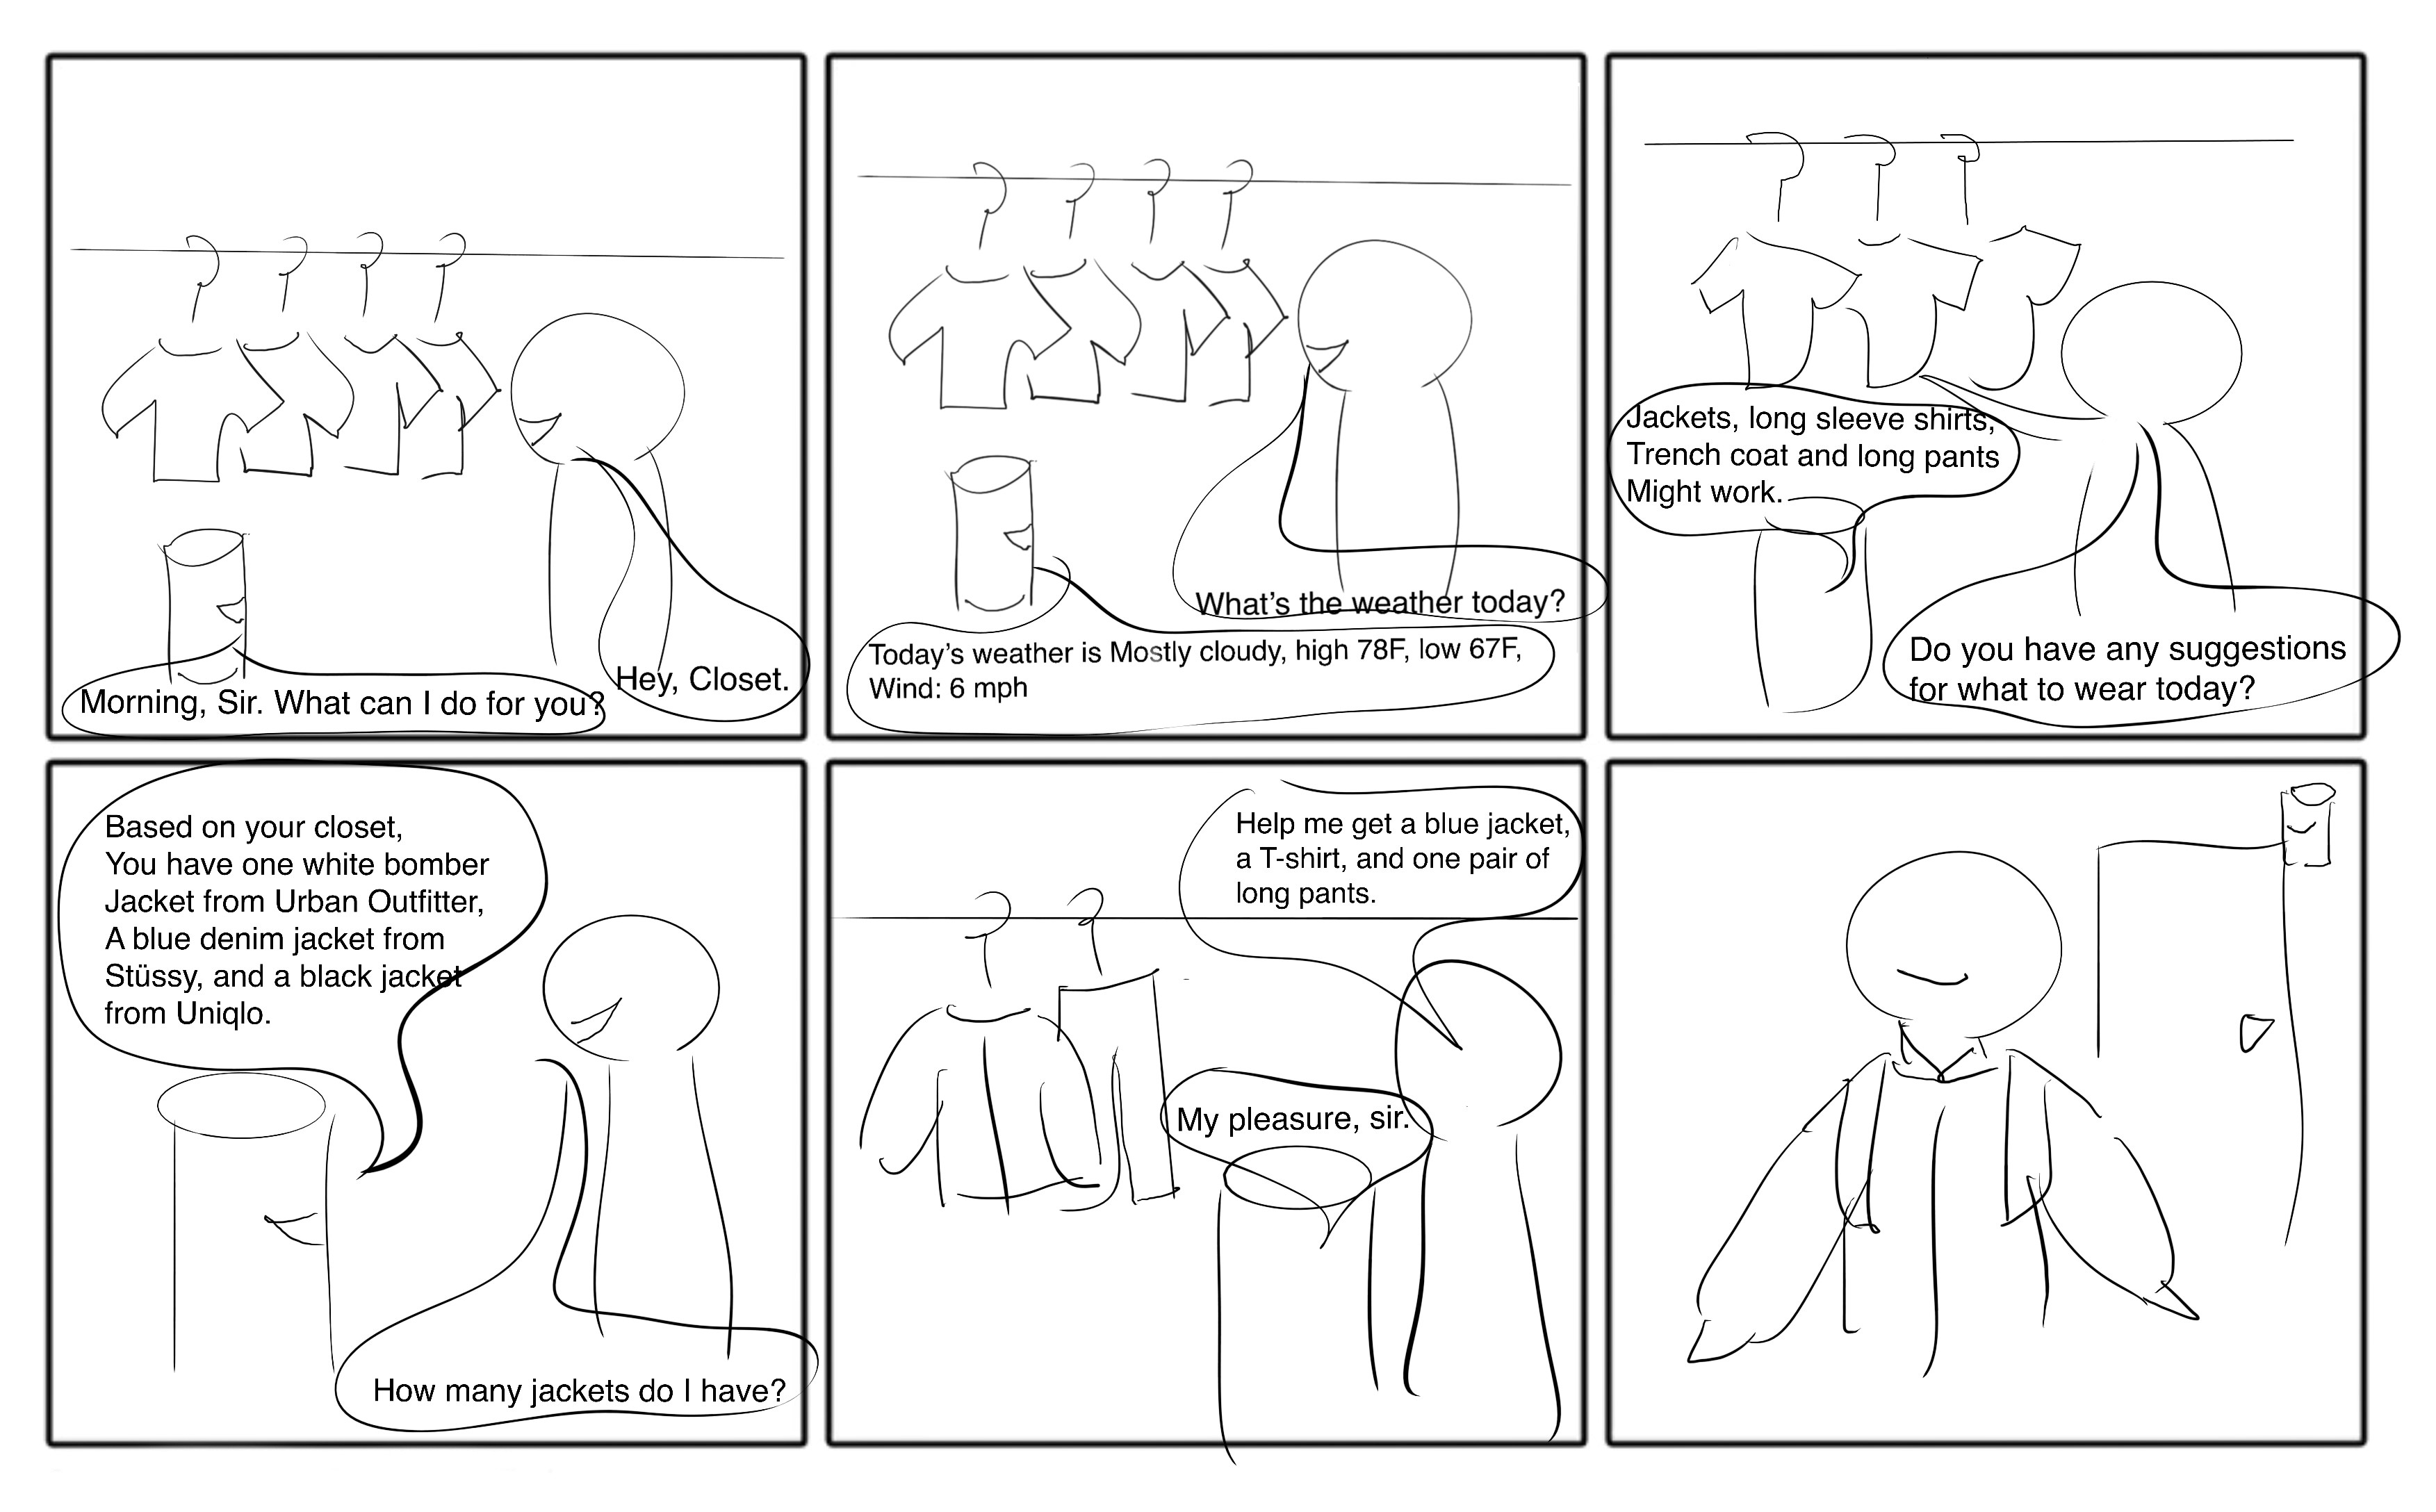 Hey, Closet.
Morning, Sir. What can I do for you?
What's the weather today?
Today's weather is Mostly cloudy, high 78F, low 67F,
Wind: 6 mph
Do you have any suggestions
for what to wear today?
Jackets, long sleeve shirts,
Trench coat and long pants
Might work.
How many jackets do I have?
Based on your closet,
You have one white bomber
Jacket from Urban Outfitter,
A blue denim jacket from
Stüssy, and a black jacket
from Uniqlo.
Help me get a blue jacket,
a T-shirt, and one pair of
long pants.
My pleasure, sir.